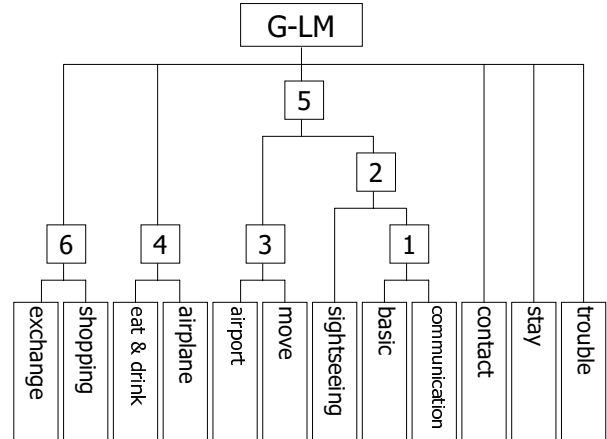 G-LM
5
2
6
4
3
1
exchange
shopping
eat & drink
airplane
airport
move
sightseeing
basic
communication
contact
stay
trouble